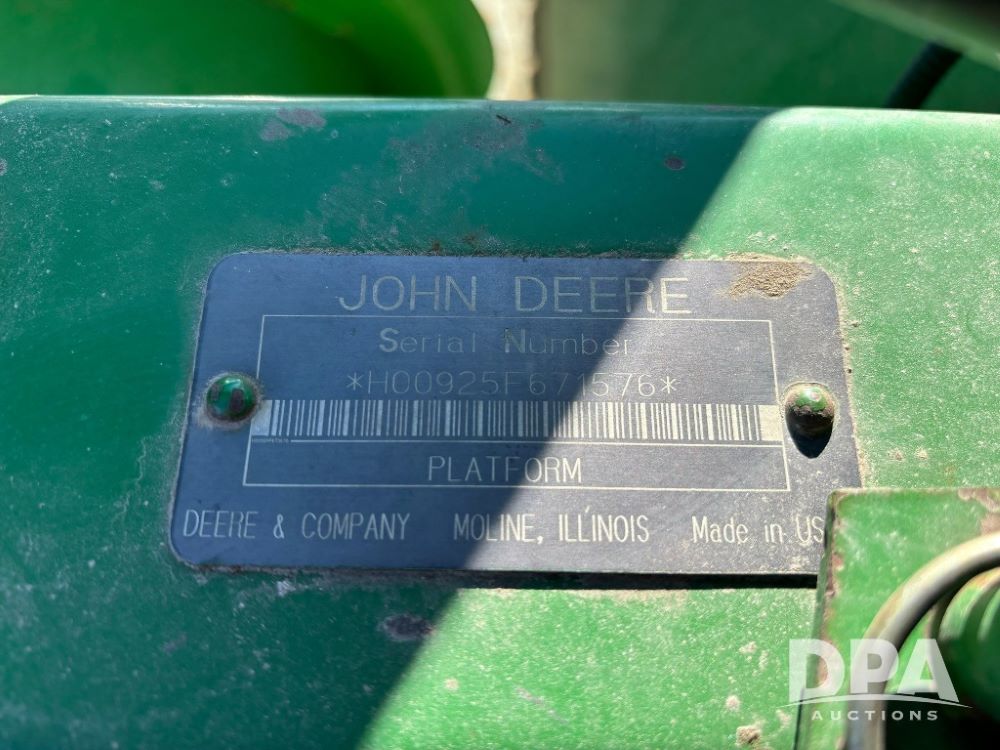 JOHN DEERE
Serial Number
*H00925F671576*
PLATFORM
DEERE & COMPANY MOLINE, ILLINOIS Made in US
DPA
AUCTIONS